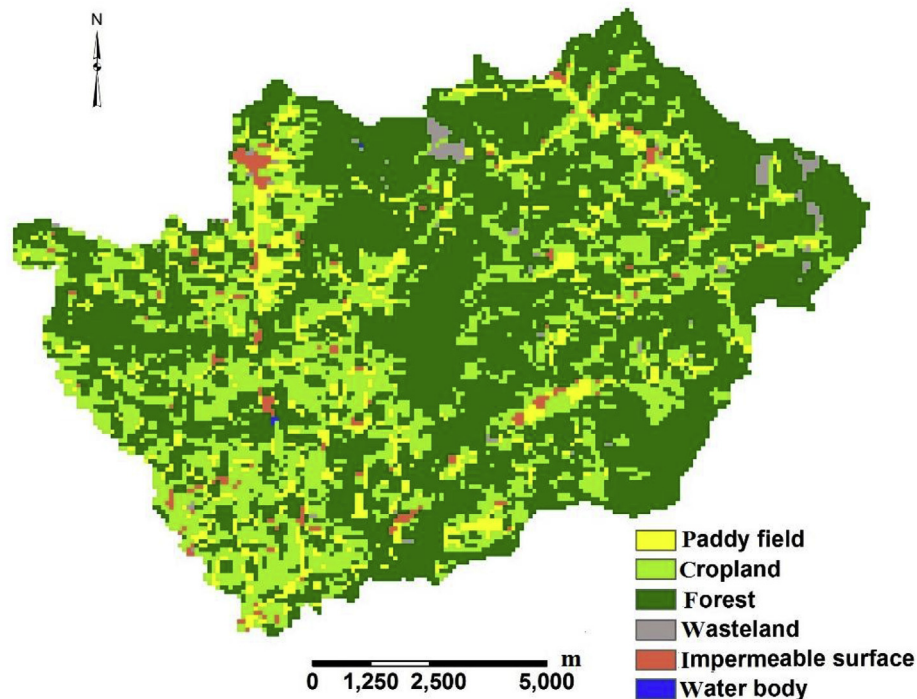 N
Paddy field
Cropland
Forest
Wasteland
Impermeable surface
Water body
m
0 1,250 2,500 5,000